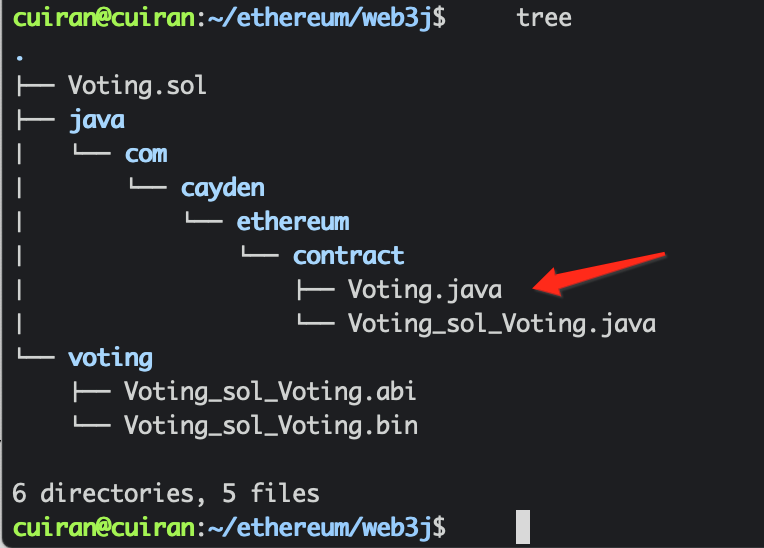 cuiran@cuiran:~/ethereum/web3j$     tree
.
├── Voting.sol
├── java
│   └── com
│       └── cayden
│           └── ethereum
│               └── contract
│                   ├── Voting.java
│                   └── Voting_sol_Voting.java
└── voting
    ├── Voting_sol_Voting.abi
    └── Voting_sol_Voting.bin

6 directories, 5 files
cuiran@cuiran:~/ethereum/web3j$